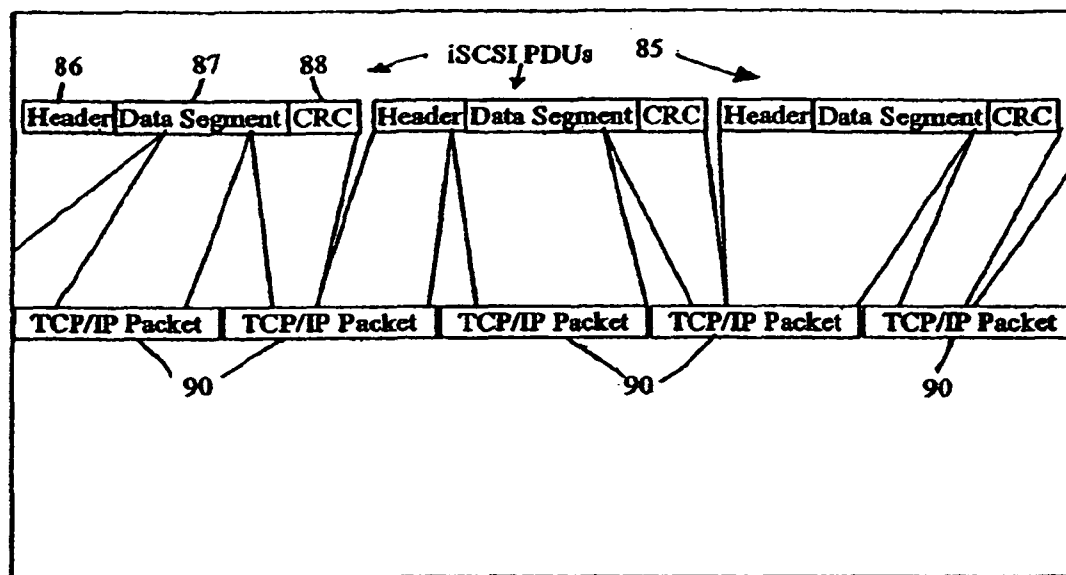 iSCSI PDUs 85
86 87 88
Header Data Segment CRC Header Data Segment CRC Header Data Segment CRC
TCP/IP Packet TCP/IP Packet TCP/IP Packet TCP/IP Packet TCP/IP Packet
90 90 90